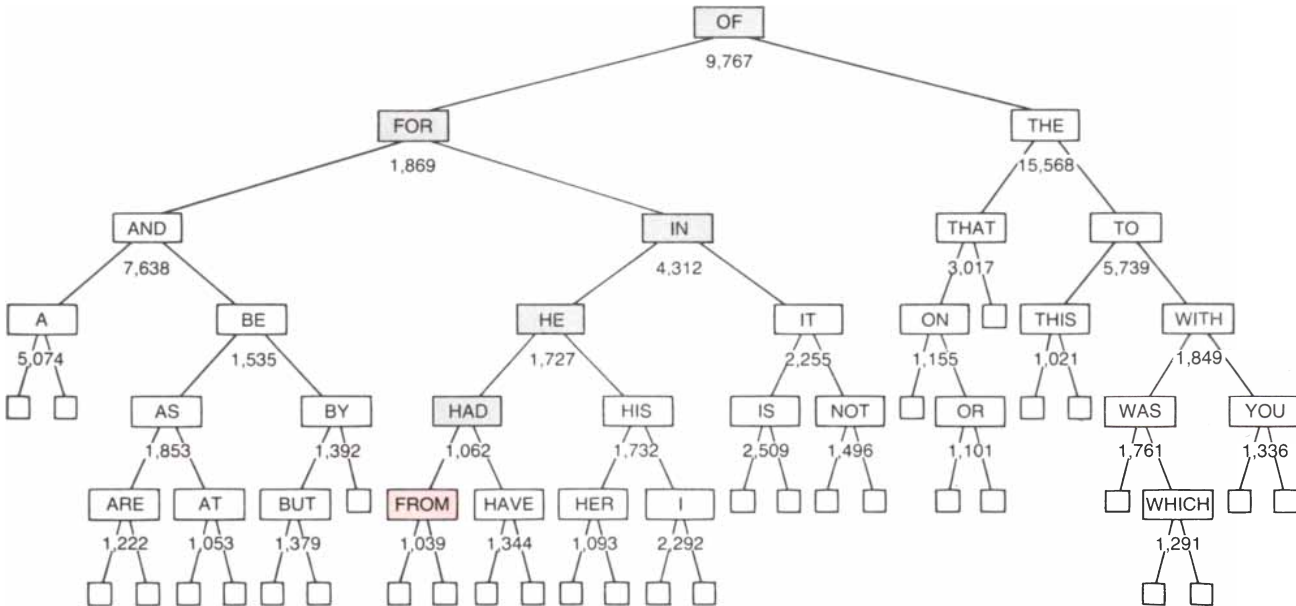 OF
9,767
FOR THE
1,869 15,568
AND IN THAT TO
7,638 4,312 3,017 5,739
A BE HE IT ON THIS WITH
5,074 1,535 1,727 2,255 1,155 1,021 1,849
AS BY HAD HIS IS NOT OR WAS YOU
1,853 1,392 1,062 1,732 2,509 1,496 1,101 1,761 1,336
ARE AT BUT FROM HAVE HER I WHICH
1,222 1,053 1,379 1,039 1,344 1,093 2,292 1,291